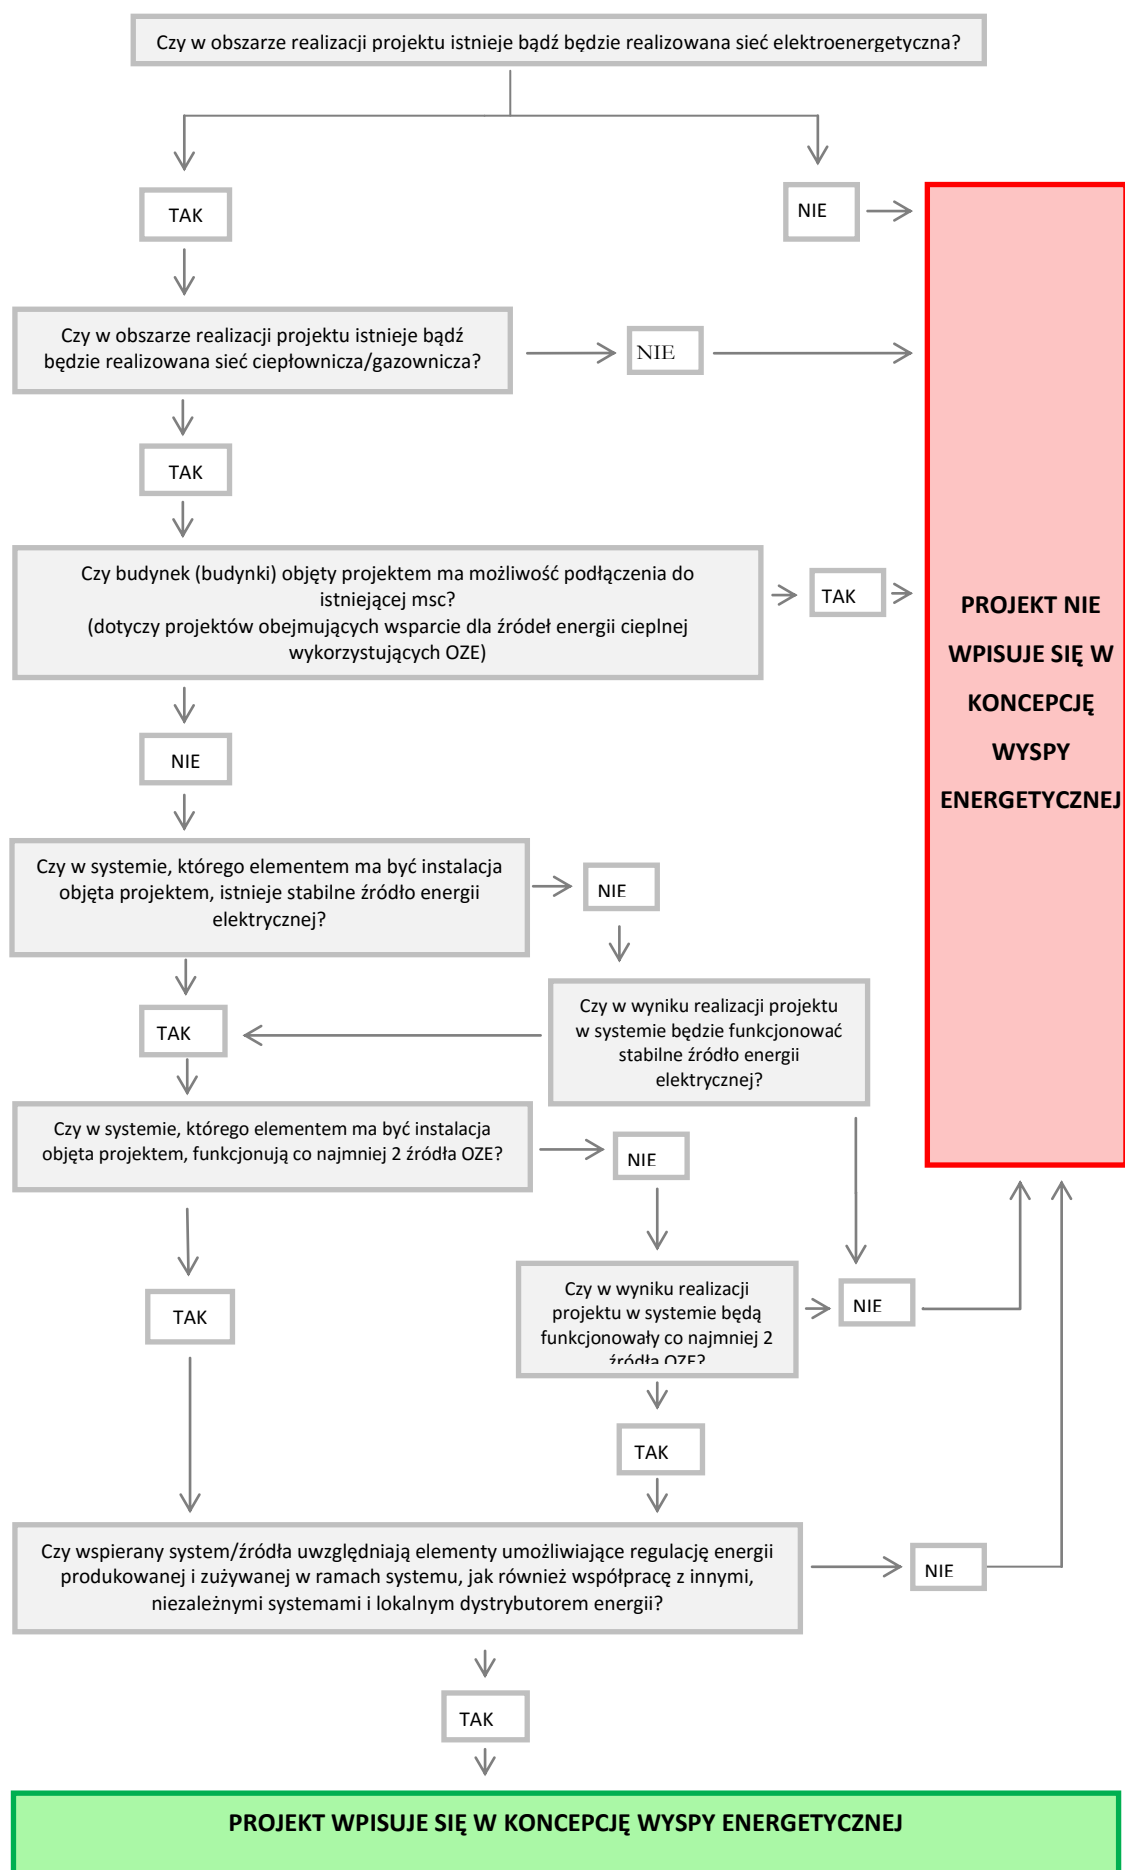 Czy w obszarze realizacji projektu istnieje bądź będzie realizowana sieć elektroenergetyczna?
TAK
NIE
Czy w obszarze realizacji projektu istnieje bądź
będzie realizowana sieć ciepłownicza/gazownicza?
NIE
TAK
Czy budynek (budynki) objęty projektem ma możliwość podłączenia do
istniejącej msc?
(dotyczy projektów obejmujących wsparcie dla źródeł energii cieplnej
wykorzystujących OZE)
TAK
PROJEKT NIE
WPISUJE SIĘ W
KONCEPCJĘ
WYSPY
ENERGETYCZNEJ
NIE
Czy w systemie, którego elementem ma być instalacja
objęta projektem, istnieje stabilne źródło energii
elektrycznej?
NIE
TAK
Czy w wyniku realizacji projektu
w systemie będzie funkcjonować
stabilne źródło energii
elektrycznej?
Czy w systemie, którego elementem ma być instalacja
objęta projektem, funkcjonują co najmniej 2 źródła OZE?
NIE
TAK
Czy w wyniku realizacji
projektu w systemie będą
funkcjonowały co najmniej 2
źródła OZE?
NIE
TAK
Czy wspierany system/źródła uwzględniają elementy umożliwiające regulację energii
produkowanej i zużywanej w ramach systemu, jak również współpracę z innymi,
niezależnymi systemami i lokalnym dystrybutorem energii?
NIE
TAK
PROJEKT WPISUJE SIĘ W KONCEPCJĘ WYSPY ENERGETYCZNEJ